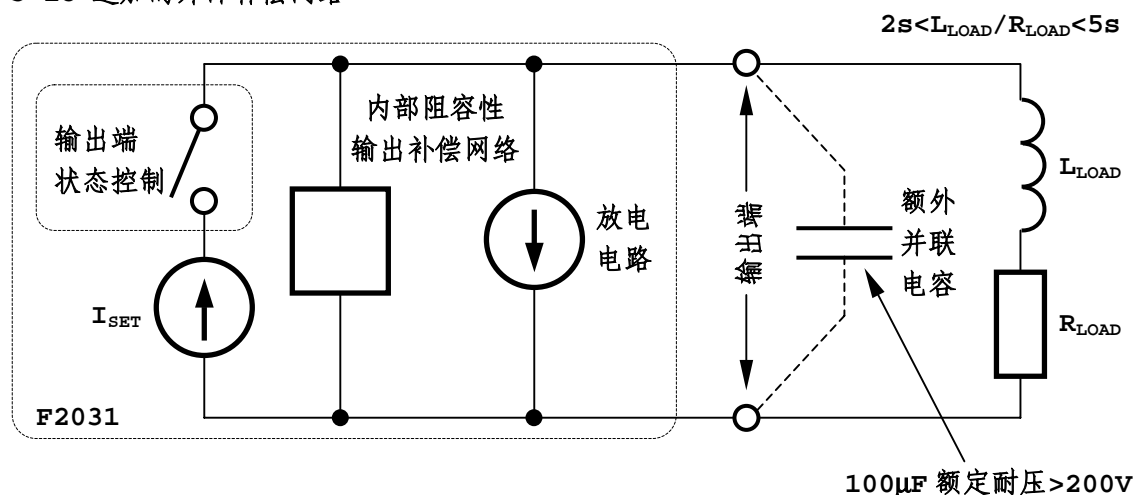 2s<L_LOAD/R_LOAD<5s
输出端
状态控制
内部阻容性
输出补偿网络
放电
电路
输出端
额外
并联
电容
L_LOAD
R_LOAD
I_SET
F2031
100μF 额定耐压>200V